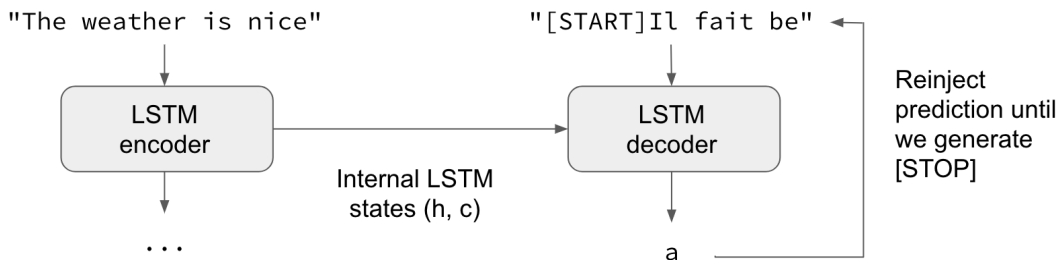 "The weather is nice"
"[START]Il fait be"
LSTM
encoder
LSTM
decoder
Internal LSTM
states (h, c)
Reinject
prediction until
we generate
[STOP]
...
a